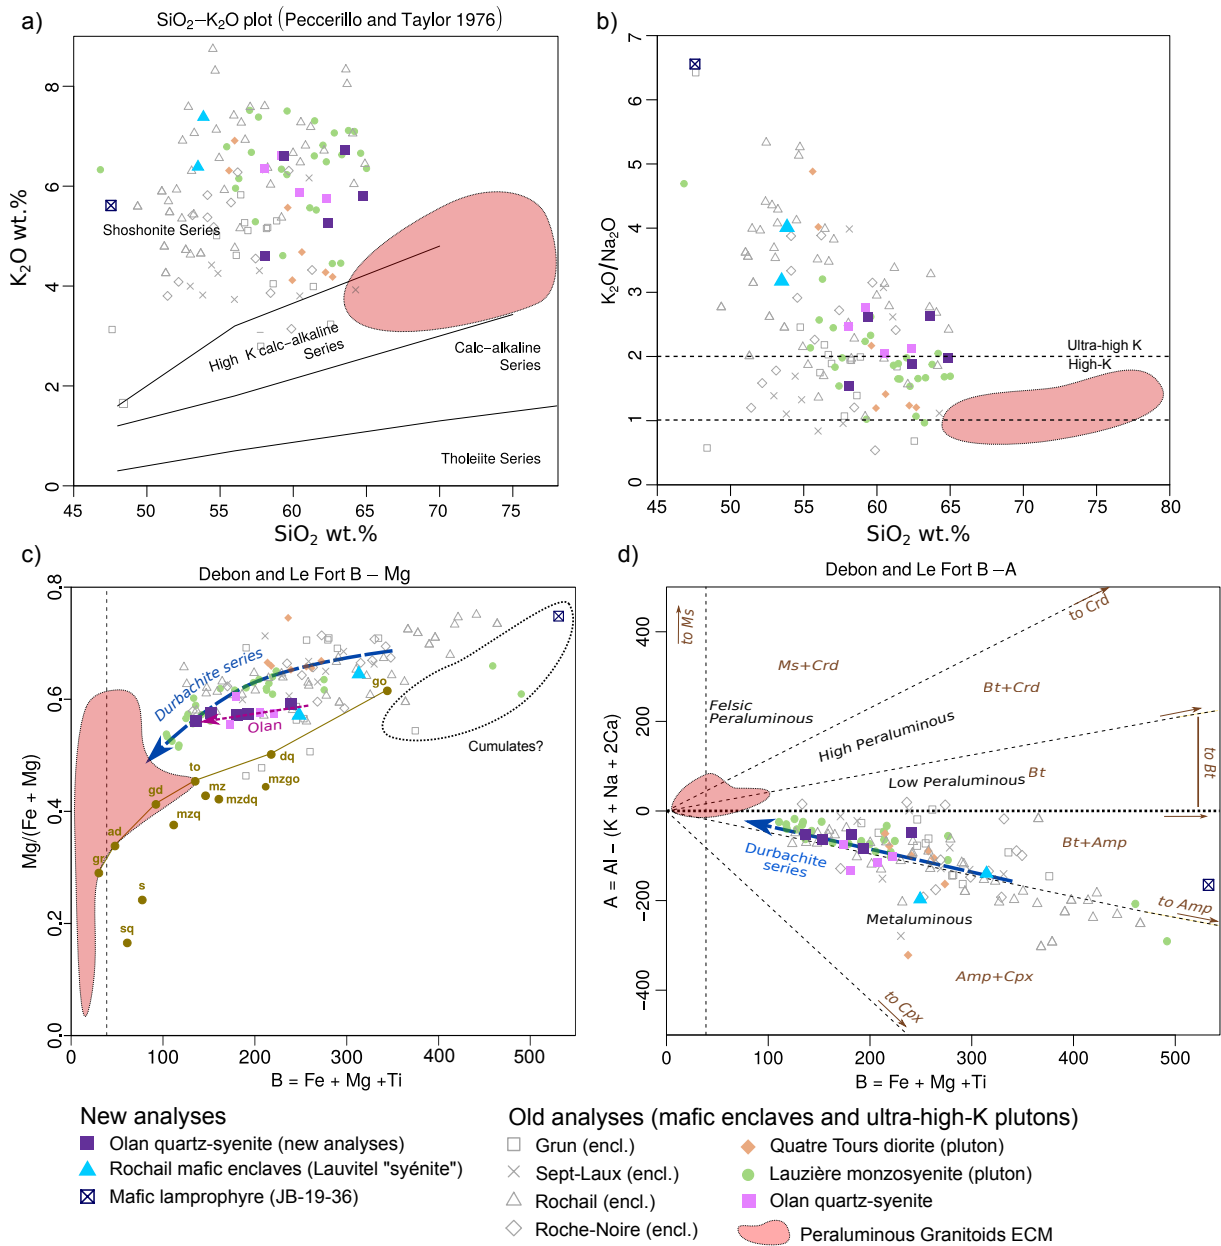 a)
SiO2−K2O plot (Peccerillo and Taylor 1976)
K2O wt.%
8
6
4
2
0
Shoshonite Series
High K calc−alkaline
Series
Calc−alkaline
Series
Tholeiite Series
45 50 55 60 65 70 75
SiO2 wt.%
b)
K2O/Na2O
7
6
5
4
3
2
1
0
Ultra-high K
High-K
45 50 55 60 65 70 75 80
SiO2 wt.%
c)
Debon and Le Fort B − Mg
Mg/(Fe + Mg)
0.8
0.6
0.4
0.2
0.0
Durbachite series
Olan
go
Cumulates?
dq
to
mzgo
mz
gd
mzdq
mzq
ad
gr
s
sq
0 100 200 300 400 500
B = Fe + Mg +Ti
d)
Debon and Le Fort B −A
A = Al − (K + Na + 2Ca)
400
200
0
−200
−400
to Ms
to Crd
Ms+Crd
Bt+Crd
Felsic
Peraluminous
High Peraluminous
Low Peraluminous
Bt
to Bt
Bt+Amp
Durbachite
series
to Amp
Metaluminous
Amp+Cpx
to Cpx
0 100 200 300 400 500
B = Fe + Mg +Ti
New analyses
Olan quartz-syenite (new analyses)
Rochail mafic enclaves (Lauvitel "syénite")
Mafic lamprophyre (JB-19-36)
Old analyses (mafic enclaves and ultra-high-K plutons)
Grun (encl.)
Sept-Laux (encl.)
Rochail (encl.)
Roche-Noire (encl.)
Quatre Tours diorite (pluton)
Lauzière monzosyenite (pluton)
Olan quartz-syenite
Peraluminous Granitoids ECM